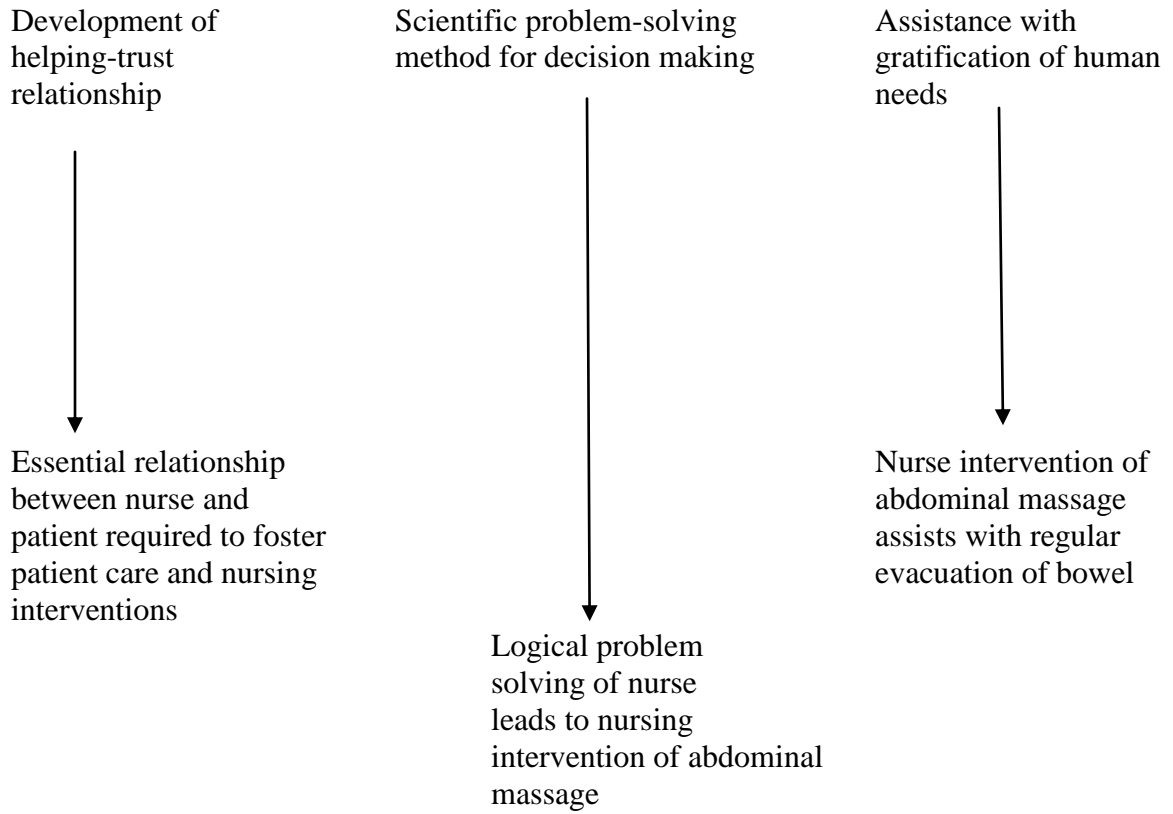 Development of
helping-trust
relationship
Scientific problem-solving
method for decision making
Assistance with
gratification of human
needs
Essential relationship
between nurse and
patient required to foster
patient care and nursing
interventions
Nurse intervention of
abdominal massage
assists with regular
evacuation of bowel
Logical problem
solving of nurse
leads to nursing
intervention of abdominal
massage